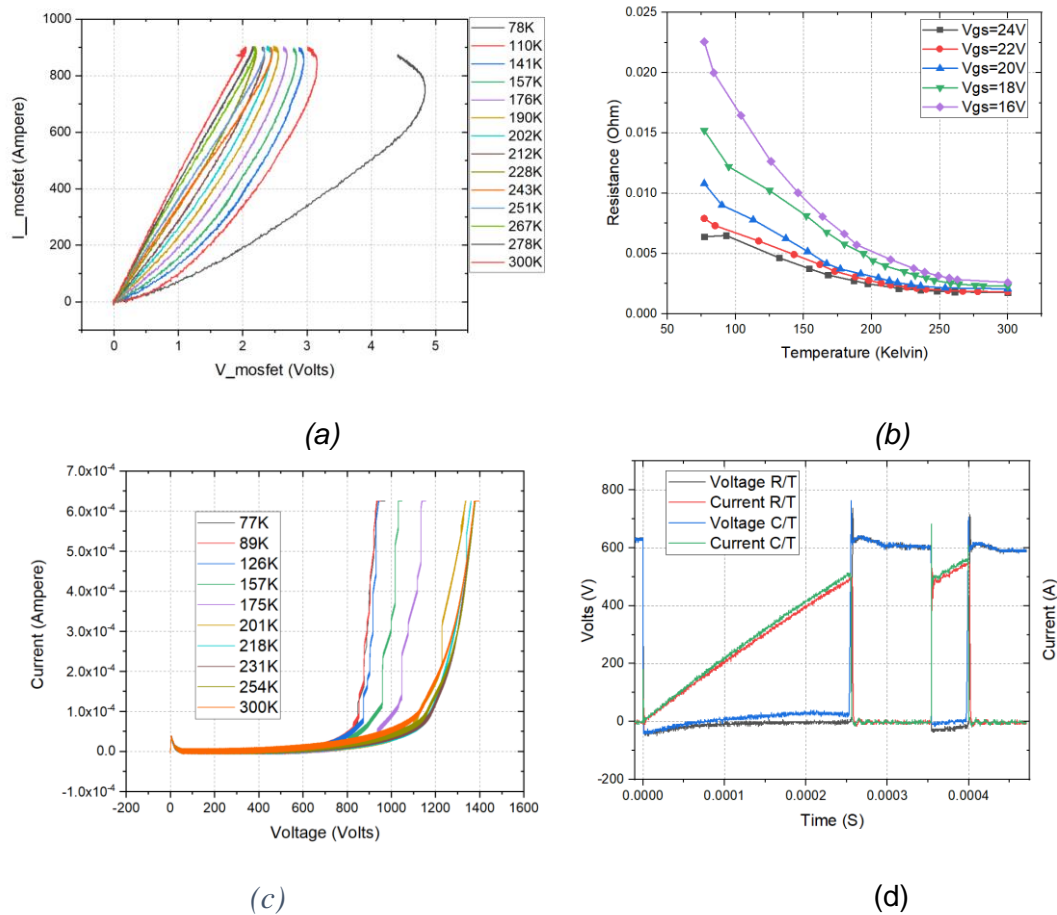 1000
800
600
400
200
0
I_mosfet (Ampere)
0 1 2 3 4 5
V_mosfet (Volts)
78K
110K
141K
157K
176K
190K
202K
212K
228K
243K
251K
267K
278K
300K
(a)
0.025
0.020
0.015
0.010
0.005
0.000
Resistance (Ohm)
50 100 150 200 250 300
Temperature (Kelvin)
Vgs=24V
Vgs=22V
Vgs=20V
Vgs=18V
Vgs=16V
(b)
7.0x10⁻⁴
6.0x10⁻⁴
5.0x10⁻⁴
4.0x10⁻⁴
3.0x10⁻⁴
2.0x10⁻⁴
1.0x10⁻⁴
0.0
-1.0x10⁻⁴
Current (Ampere)
-200 0 200 400 600 800 1000 1200 1400 1600
Voltage (Volts)
77K
89K
126K
157K
175K
201K
218K
231K
254K
300K
(c)
800
600
400
200
0
-200
Volts (V)
Current (A)
0.0000 0.0001 0.0002 0.0003 0.0004
Time (S)
Voltage R/T
Current R/T
Voltage C/T
Current C/T
(d)